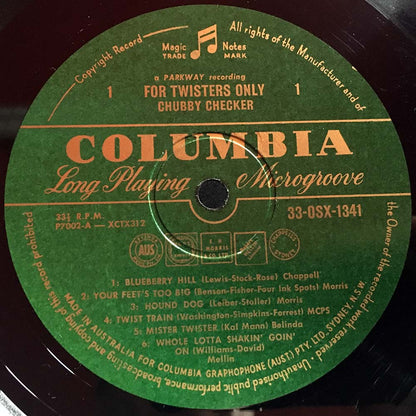 Copyright Record
All rights of the Manufacturer and of
the Owner of the recorded work reserved
Unauthorised public performance broadcasting and copying of this record prohibited
Magic Notes
TRADE MARK
a PARKWAY recording
1 FOR TWISTERS ONLY 1
CHUBBY CHECKER
COLUMBIA
Long Playing Microgroove
33⅓ R.P.M.
P7002-A — XCTX312
33-OSX-1341
AUS
1: BLUEBERRY HILL (Lewis-Stock-Rose) Chappell
2: YOUR FEET'S TOO BIG (Benson-Fisher-Four Ink Spots) Morris
3: HOUND DOG (Leiber-Stoller) Morris
4: TWIST TRAIN (Washington-Simpkins-Forrest) MCPS
5: MISTER TWISTER (Kal Mann) Belinda
6: WHOLE LOTTA SHAKIN' GOIN'
ON (Williams-David)
Mellin
MADE IN AUSTRALIA FOR COLUMBIA GRAPHOPHONE (AUST.) PTY. LTD. SYDNEY, N.S.W.